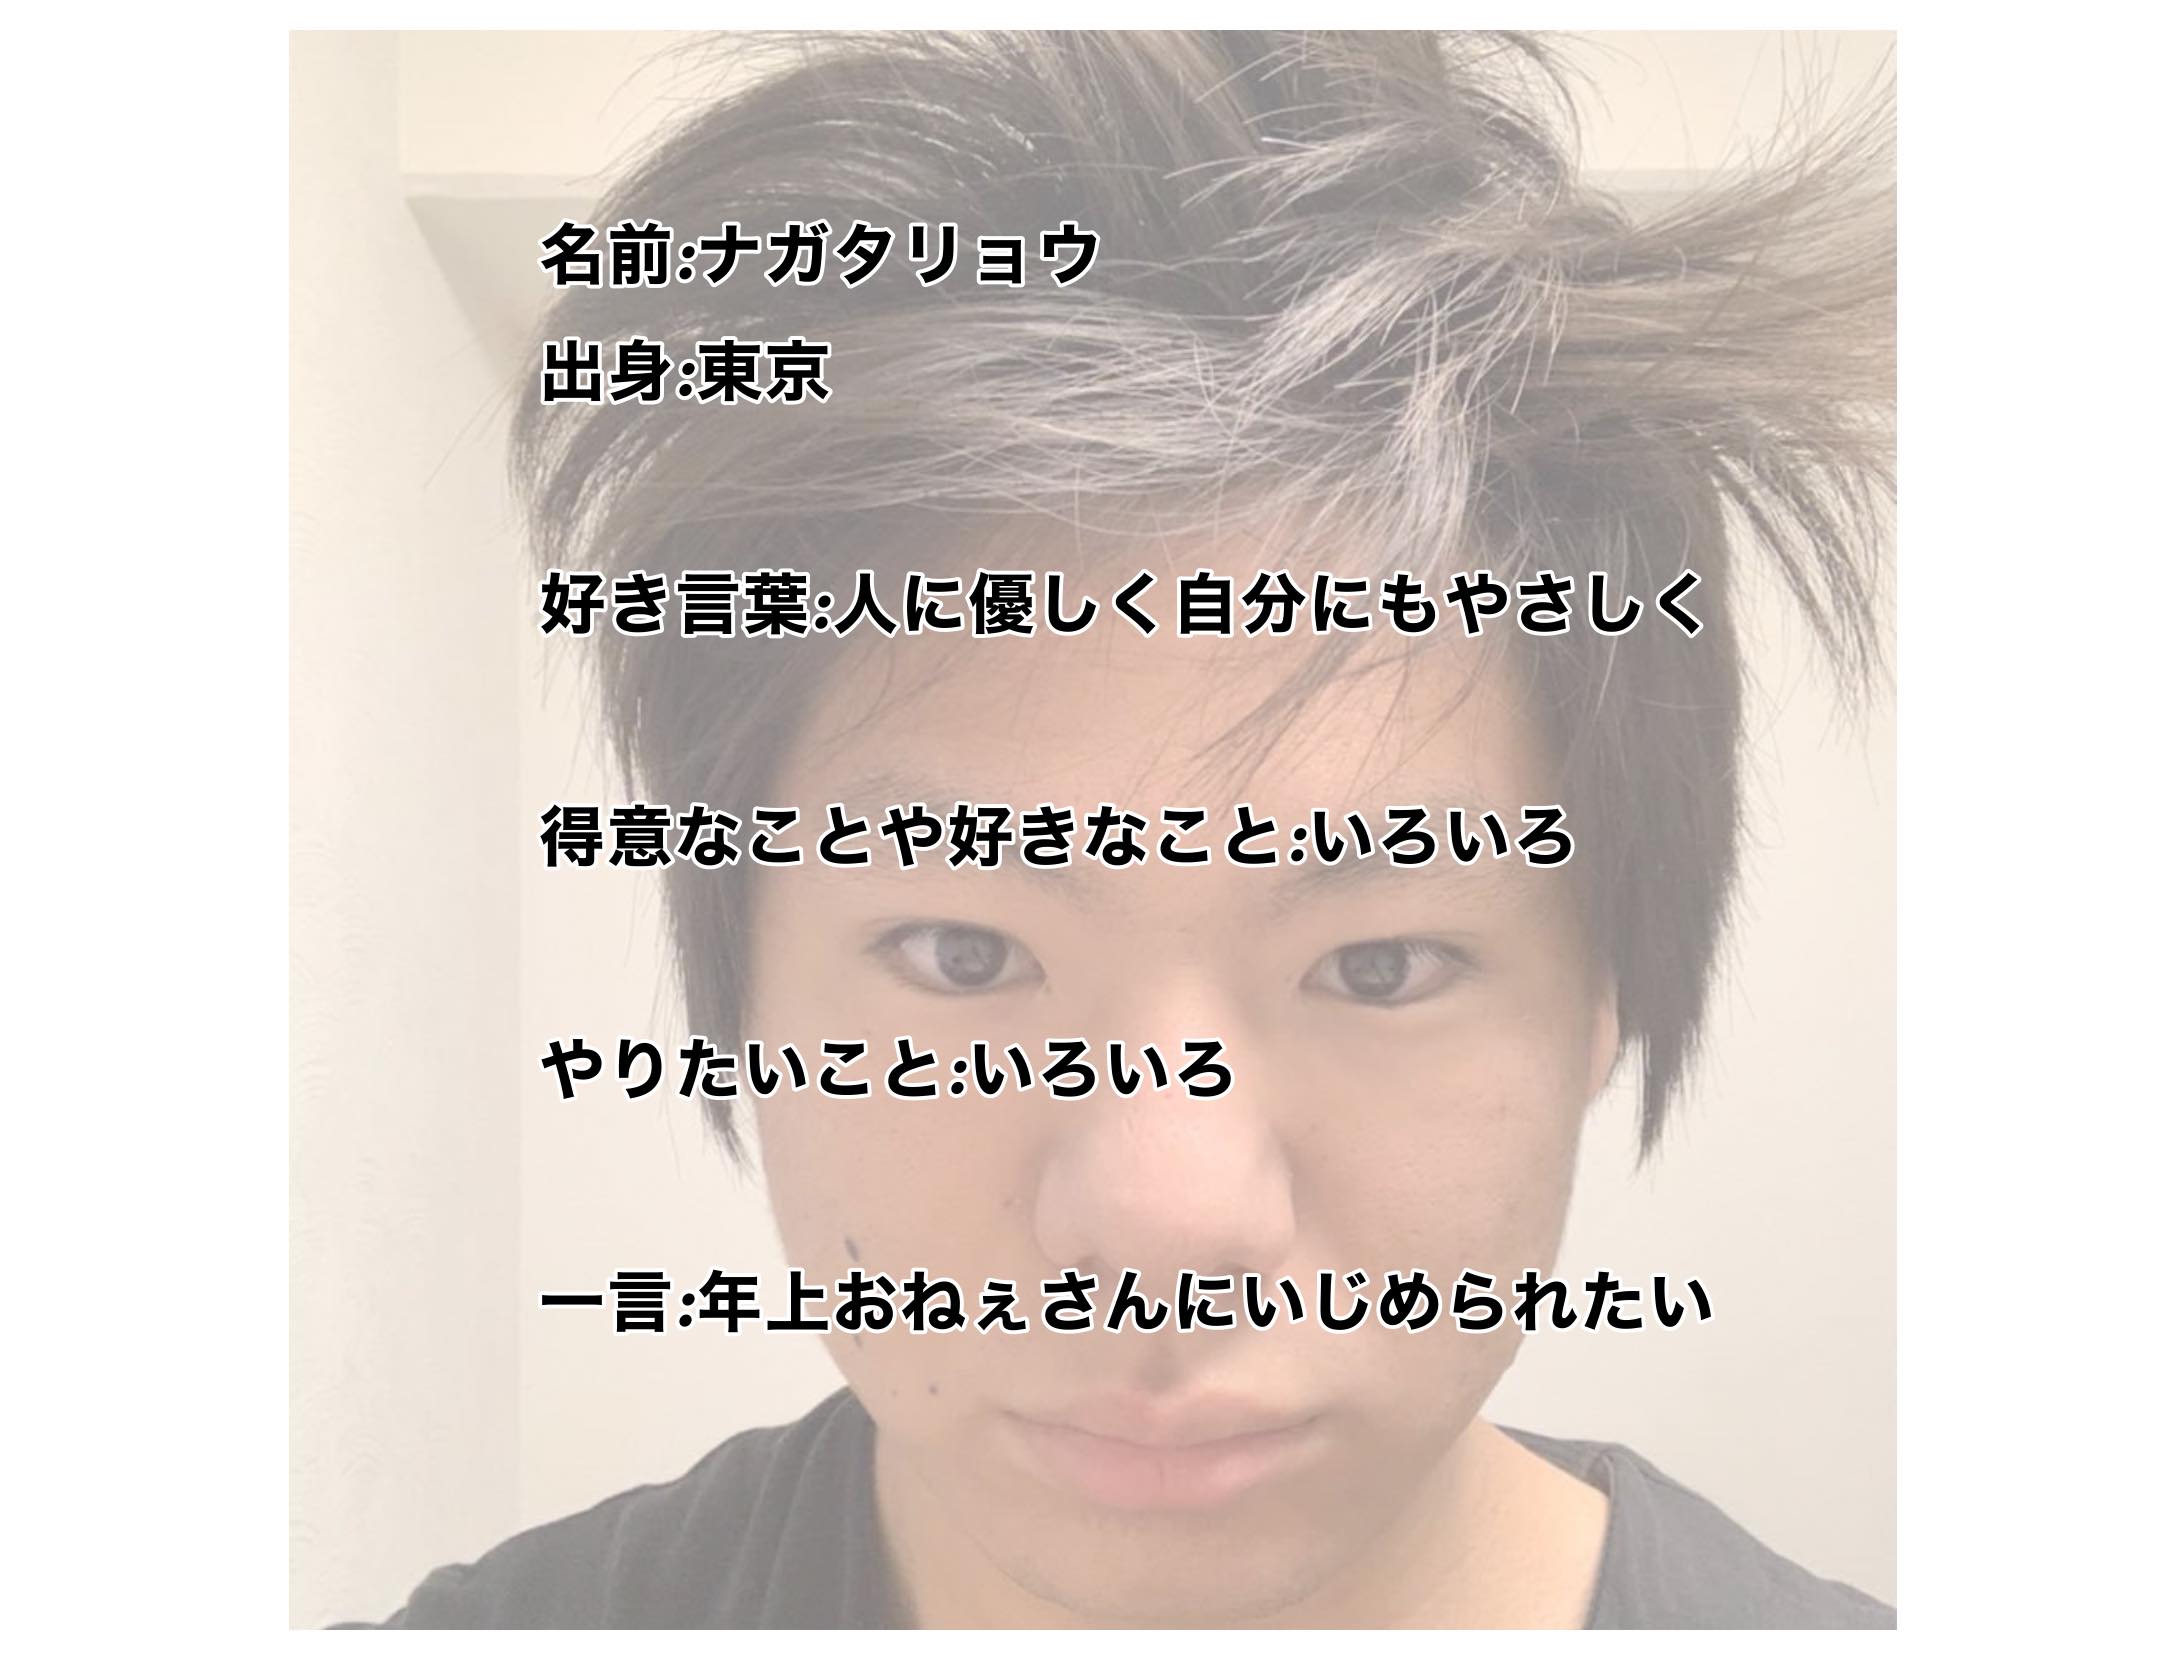 名前:ナガタリョウ
出身:東京
好き言葉:人に優しく自分にもやさしく
得意なことや好きなこと:いろいろ
やりたいこと:いろいろ
一言:年上おねぇさんにいじめられたい